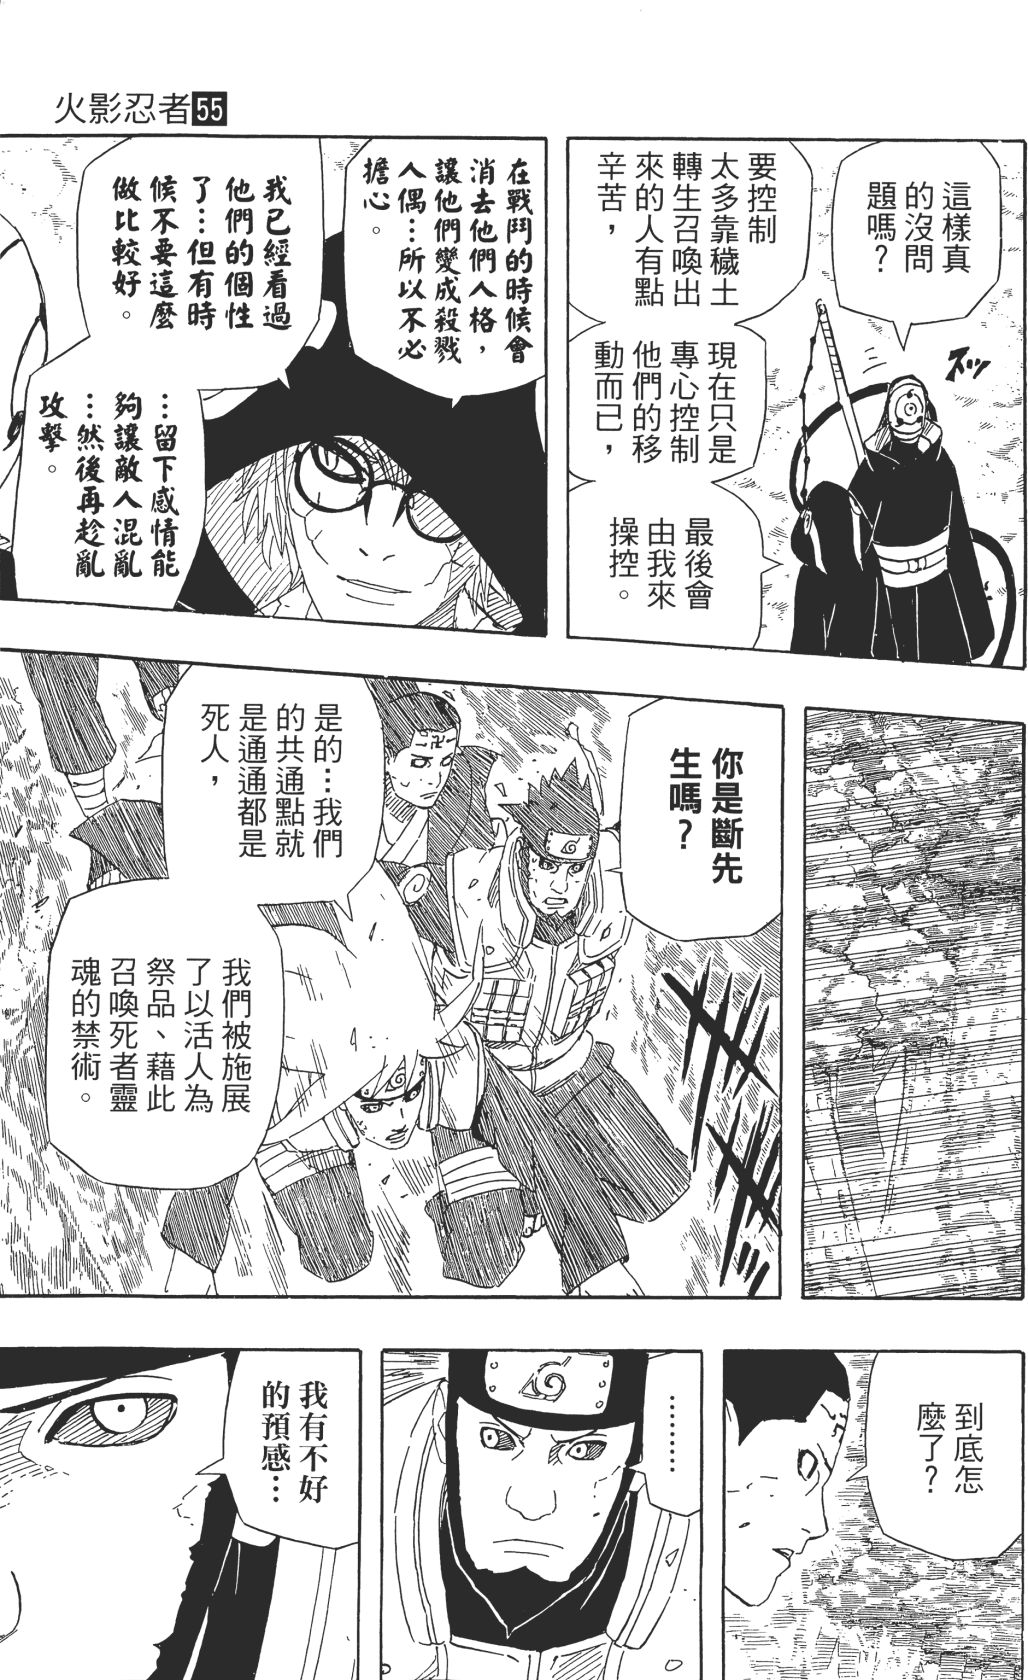 火影忍者55
這樣真
的沒問
題嗎？
要控制
太多靠穢土
轉生召喚出
來的人有點
辛苦，
現在只是
專心控制
他們的移
動而已，
最後會
由我來
操控。
在戰鬥的時候會
消去他們人格，
讓他們變成殺戮
人偶…所以不必
擔心。
我已經看過
他們的個性
了…但有時
候不要這麼
做比較好。
…留下感情能
夠讓敵人混亂
…然後再趁亂
攻擊。
你是斷先
生嗎？
是的…我們
的共通點就
是通通都是
死人，
我們被施展
了以活人為
祭品、藉此
召喚死者靈
魂的禁術。
到底怎
麼了？
………
我有不好
的預感…